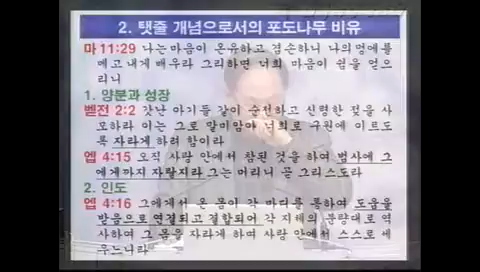 2. 탯줄 개념으로서의 포도나무 비유
마 11:29 나는 마음이 온유하고 겸손하니 나의 멍에를
메고 내게 배우라 그리하면 너희 마음이 쉼을 얻으
리니
1. 양분과 성장
벧전 2:2 갓난 아기들 같이 순전하고 신령한 젖을 사
모하라 이는 그로 말미암아 너희로 구원에 이르도
록 자라게 하려 함이라
엡 4:15 오직 사랑 안에서 참된 것을 하여 범사에 그
에게까지 자랄지라 그는 머리니 곧 그리스도라
2. 인도
엡 4:16 그에게서 온 몸이 각 마디를 통하여 도움을
받음으로 연결되고 결합되어 각 지체의 분량대로 역
사하여 그 몸을 자라게 하며 사랑 안에서 스스로 세
우느니라